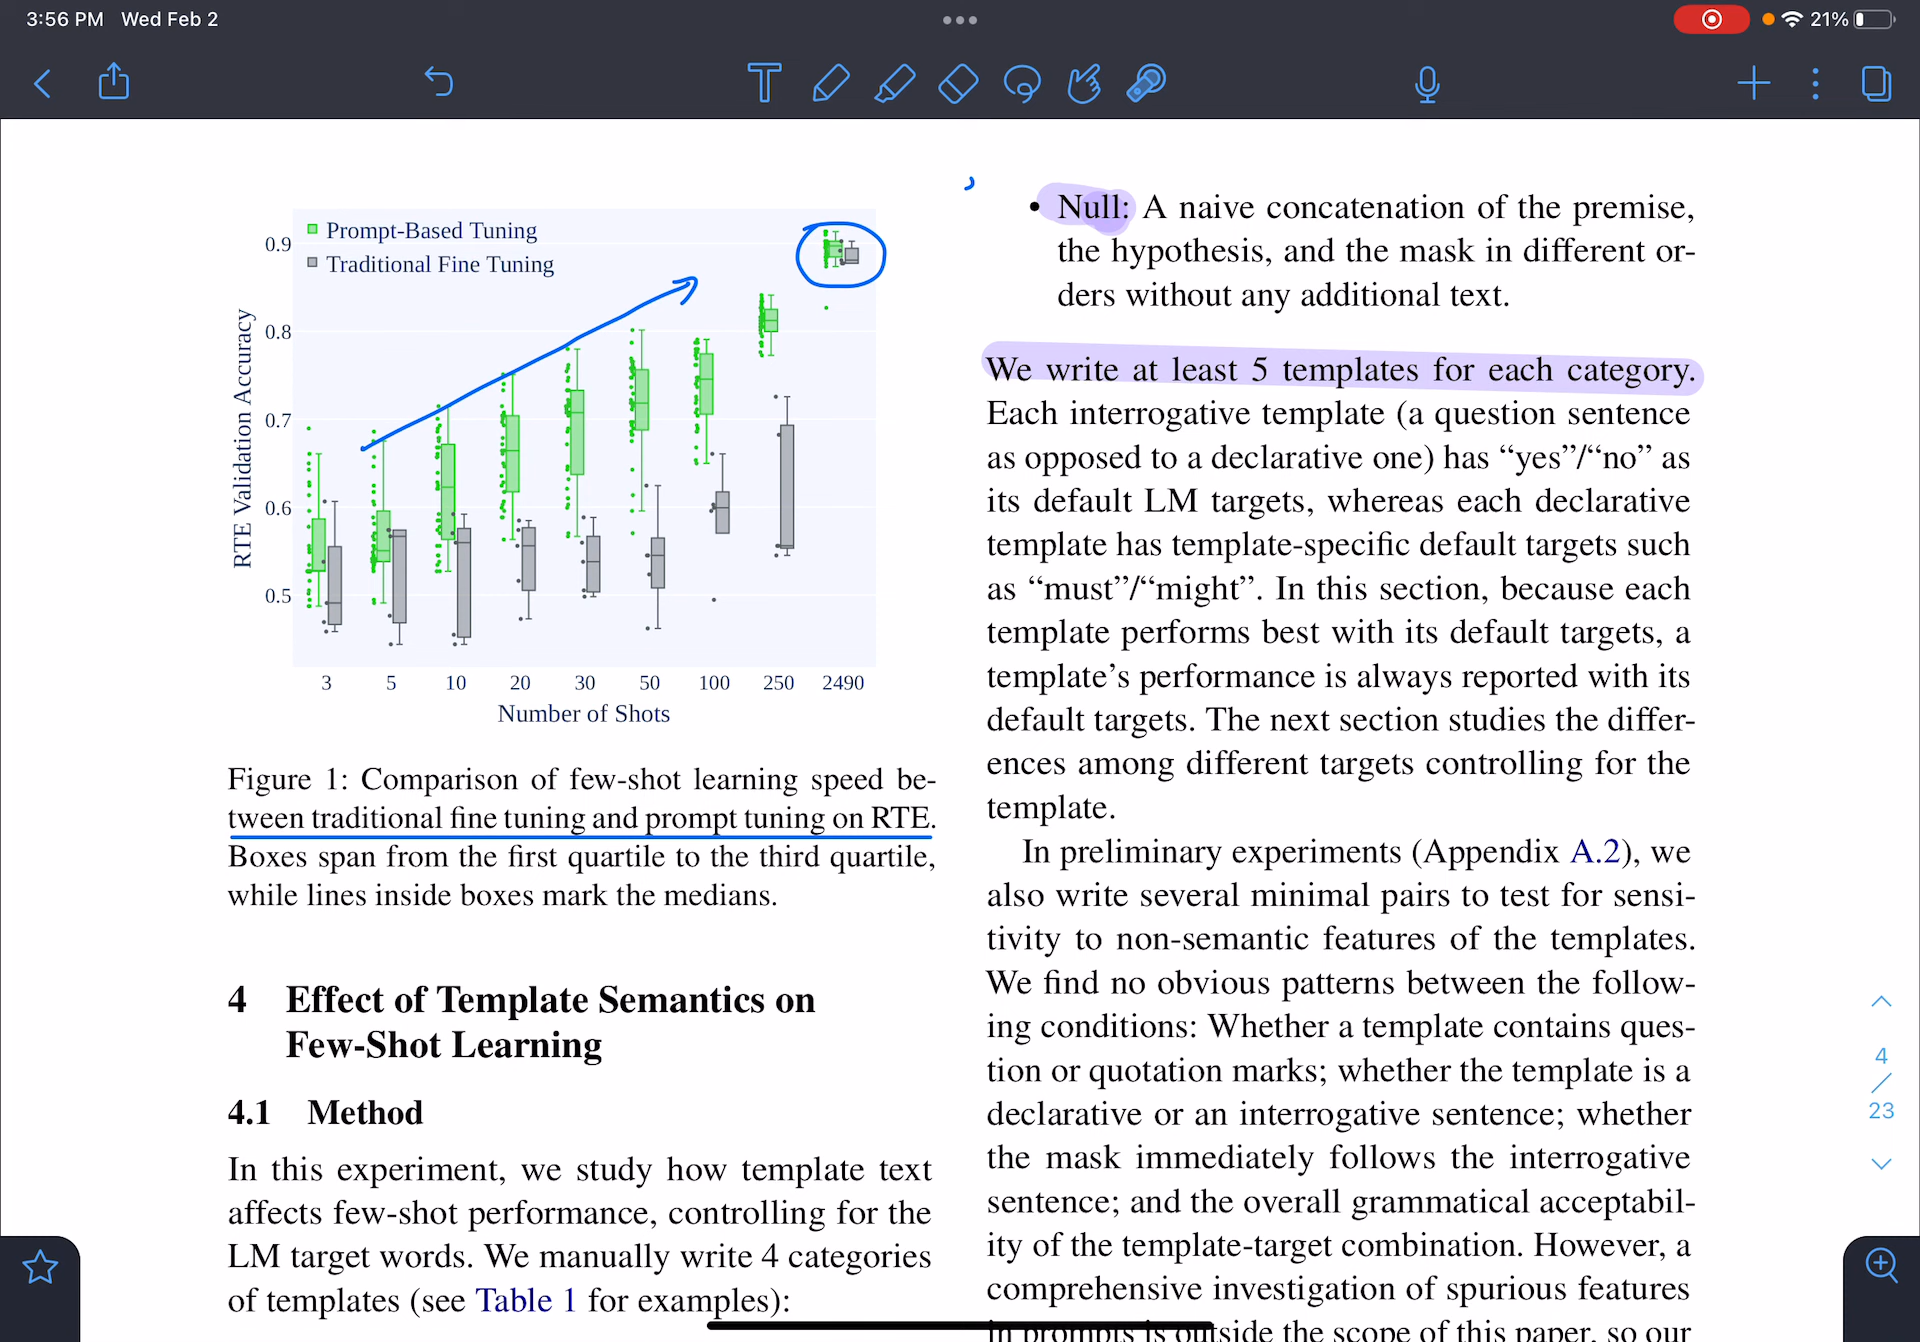 3:56 PM Wed Feb 2
21%
Prompt-Based Tuning
Traditional Fine Tuning
0.9
0.8
0.7
0.6
0.5
RTE Validation Accuracy
3 5 10 20 30 50 100 250 2490
Number of Shots
Figure 1: Comparison of few-shot learning speed be-
tween traditional fine tuning and prompt tuning on RTE.
Boxes span from the first quartile to the third quartile,
while lines inside boxes mark the medians.
4 Effect of Template Semantics on
Few-Shot Learning
4.1 Method
In this experiment, we study how template text
affects few-shot performance, controlling for the
LM target words. We manually write 4 categories
of templates (see Table 1 for examples):
• Null: A naive concatenation of the premise,
the hypothesis, and the mask in different or-
ders without any additional text.
We write at least 5 templates for each category.
Each interrogative template (a question sentence
as opposed to a declarative one) has “yes”/“no” as
its default LM targets, whereas each declarative
template has template-specific default targets such
as “must”/“might”. In this section, because each
template performs best with its default targets, a
template’s performance is always reported with its
default targets. The next section studies the differ-
ences among different targets controlling for the
template.
In preliminary experiments (Appendix A.2), we
also write several minimal pairs to test for sensi-
tivity to non-semantic features of the templates.
We find no obvious patterns between the follow-
ing conditions: Whether a template contains ques-
tion or quotation marks; whether the template is a
declarative or an interrogative sentence; whether
the mask immediately follows the interrogative
sentence; and the overall grammatical acceptabil-
ity of the template-target combination. However, a
comprehensive investigation of spurious features
in prompts is outside the scope of this paper, so our
4
/
23